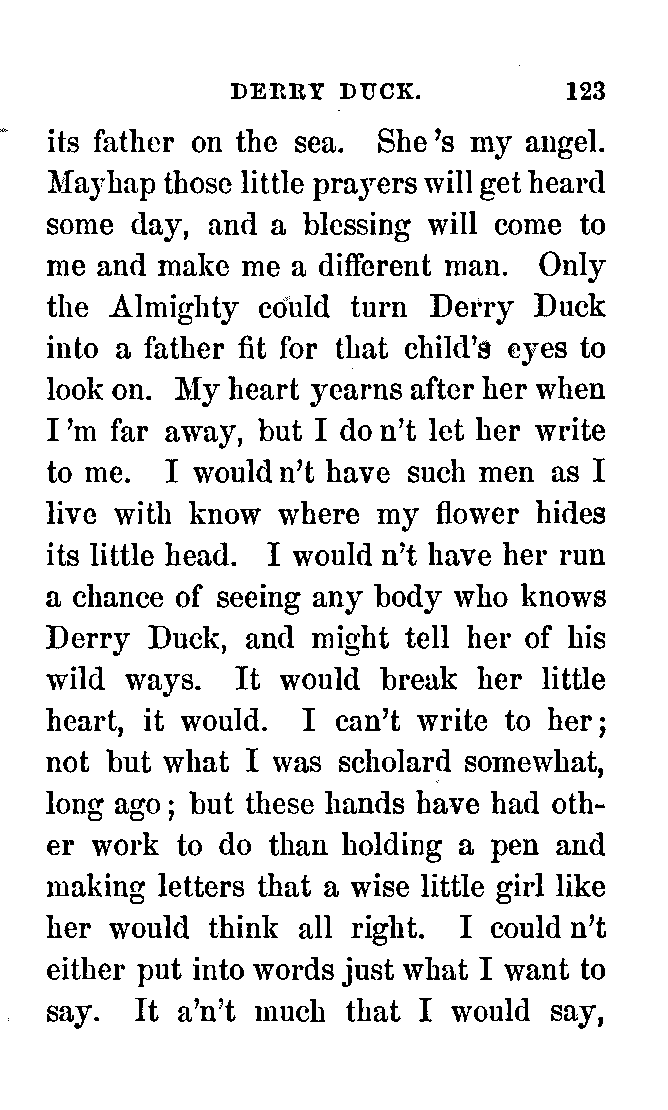 DERRY DUCK. 123
its father on the sea. She 's my angel.
Mayhap those little prayers will get heard
some day, and a blessing will come to
me and make me a different man. Only
the Almighty could turn Derry Duck
into a father fit for that child's eyes to
look on. My heart yearns after her when
I 'm far away, but I do n't let her write
to me. I would n't have such men as I
live with know where my flower hides
its little head. I would n't have her run
a chance of seeing any body who knows
Derry Duck, and might tell her of his
wild ways. It would break her little
heart, it would. I can't write to her;
not but what I was scholard somewhat,
long ago; but these hands have had oth-
er work to do than holding a pen and
making letters that a wise little girl like
her would think all right. I could n't
either put into words just what I want to
say. It a'n't much that I would say,